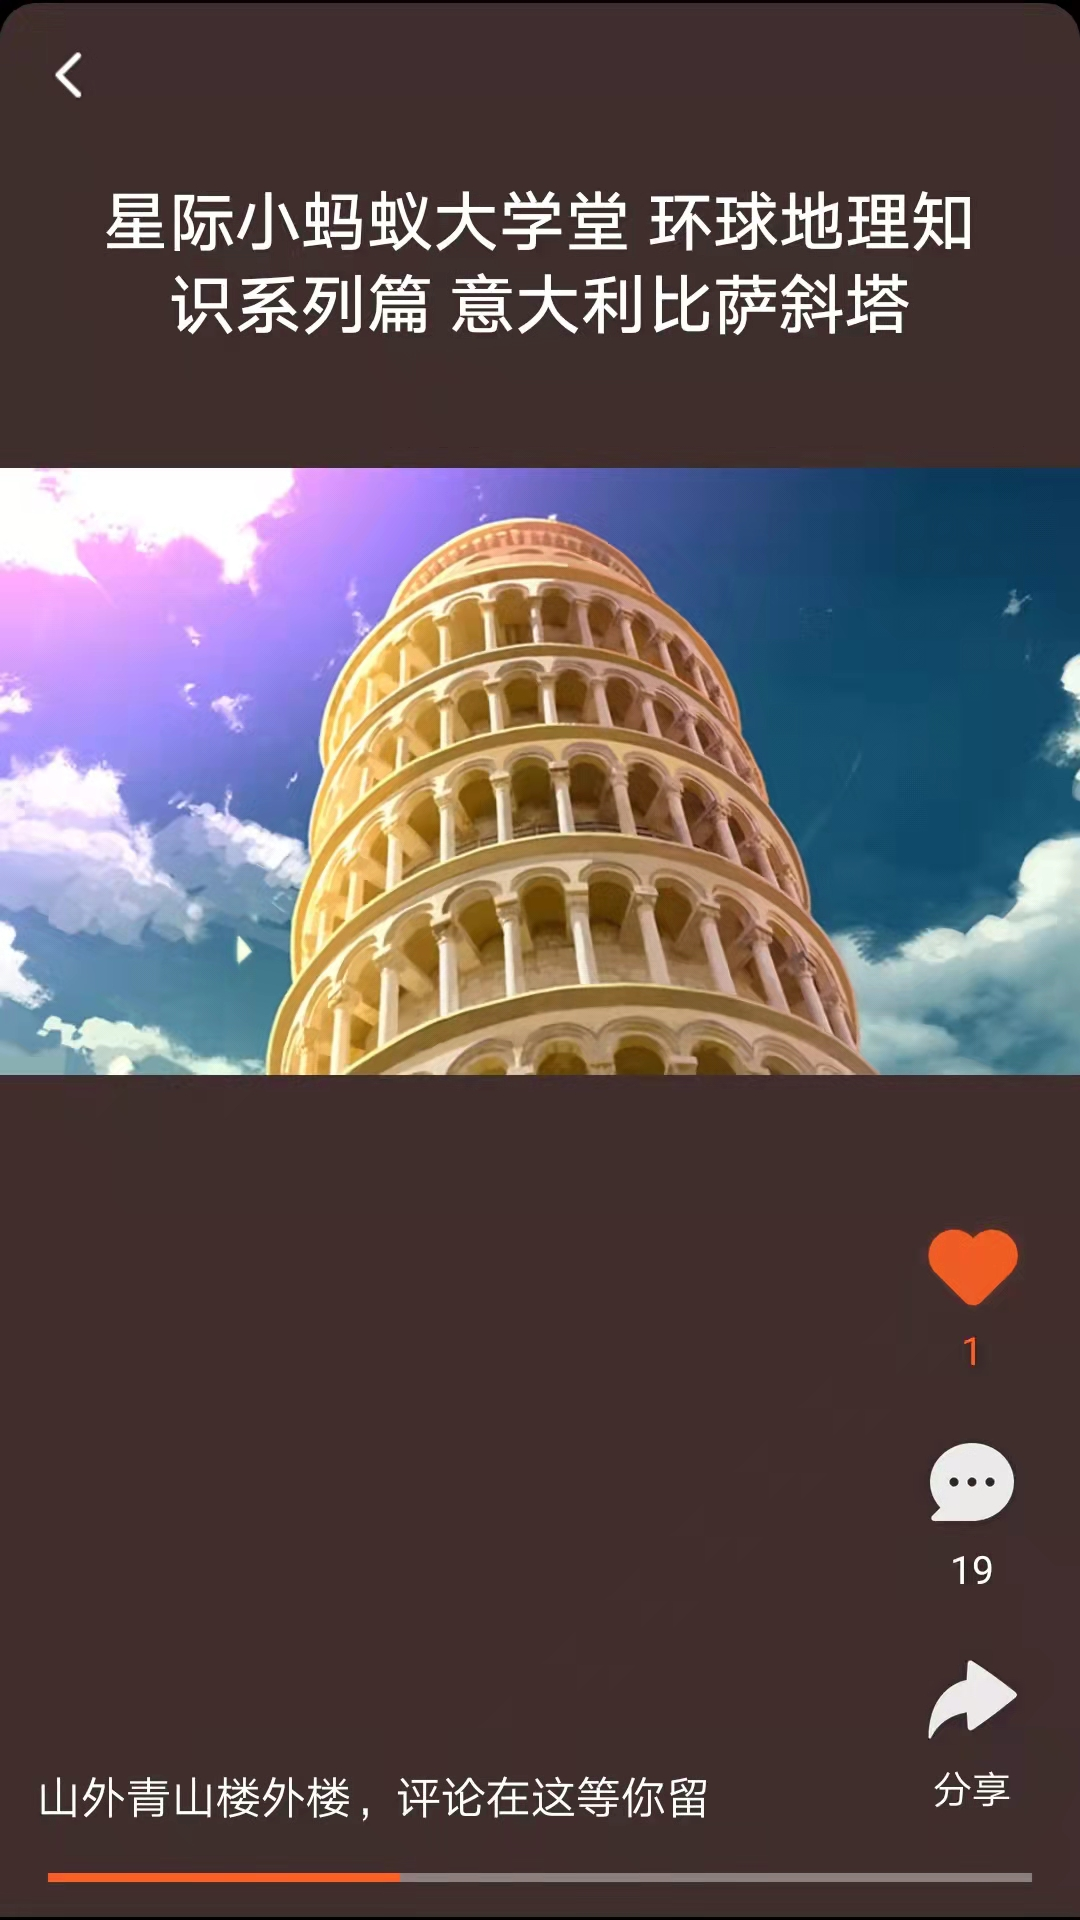 星际小蚂蚁大学堂 环球地理知
识系列篇 意大利比萨斜塔
1
19
分享
山外青山楼外楼，评论在这等你留